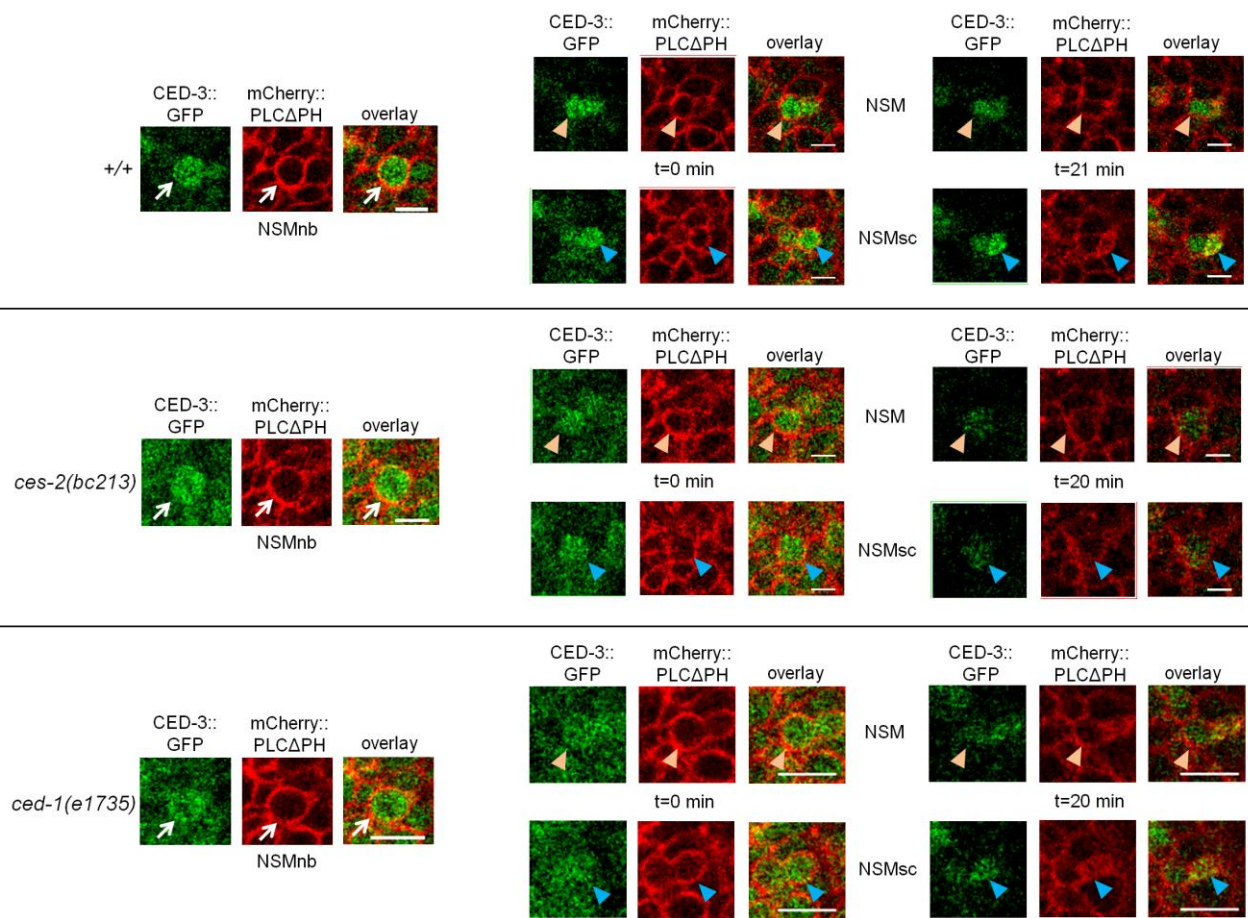 CED-3::
GFP
mCherry::
PLCΔPH
overlay
+/+
NSMnb
CED-3::
GFP
mCherry::
PLCΔPH
overlay
NSM
CED-3::
GFP
mCherry::
PLCΔPH
overlay
t=0 min
t=21 min
NSMsc
CED-3::
GFP
mCherry::
PLCΔPH
overlay
ces-2(bc213)
NSMnb
CED-3::
GFP
mCherry::
PLCΔPH
overlay
NSM
CED-3::
GFP
mCherry::
PLCΔPH
overlay
t=0 min
t=20 min
NSMsc
CED-3::
GFP
mCherry::
PLCΔPH
overlay
ced-1(e1735)
NSMnb
CED-3::
GFP
mCherry::
PLCΔPH
overlay
NSM
CED-3::
GFP
mCherry::
PLCΔPH
overlay
t=0 min
t=20 min
NSMsc